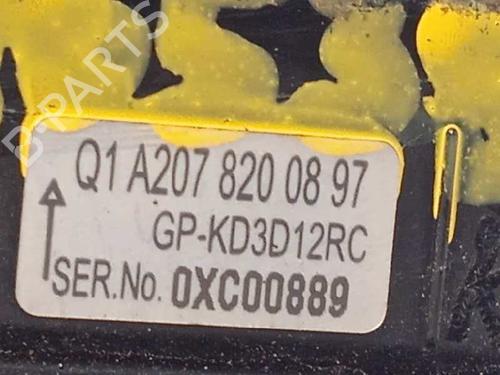 B-PARTS
Q1 A207 820 08 97
GP-KD3D12RC
SER.No. 0XC00889